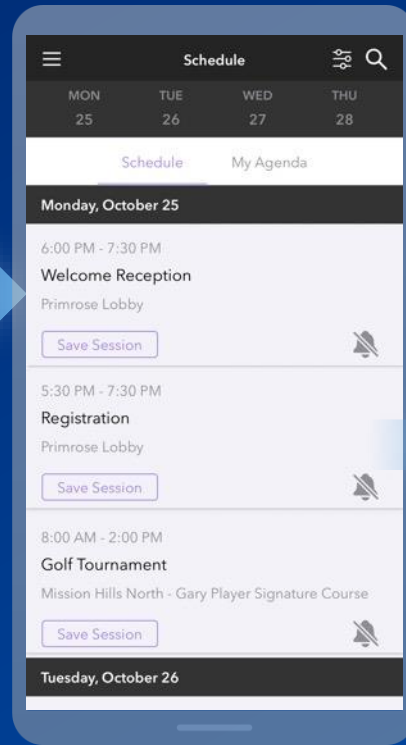 Schedule
MON TUE WED THU
25 26 27 28
Schedule My Agenda
Monday, October 25
6:00 PM - 7:30 PM
Welcome Reception
Primrose Lobby
Save Session
5:30 PM - 7:30 PM
Registration
Primrose Lobby
Save Session
8:00 AM - 2:00 PM
Golf Tournament
Mission Hills North - Gary Player Signature Course
Save Session
Tuesday, October 26